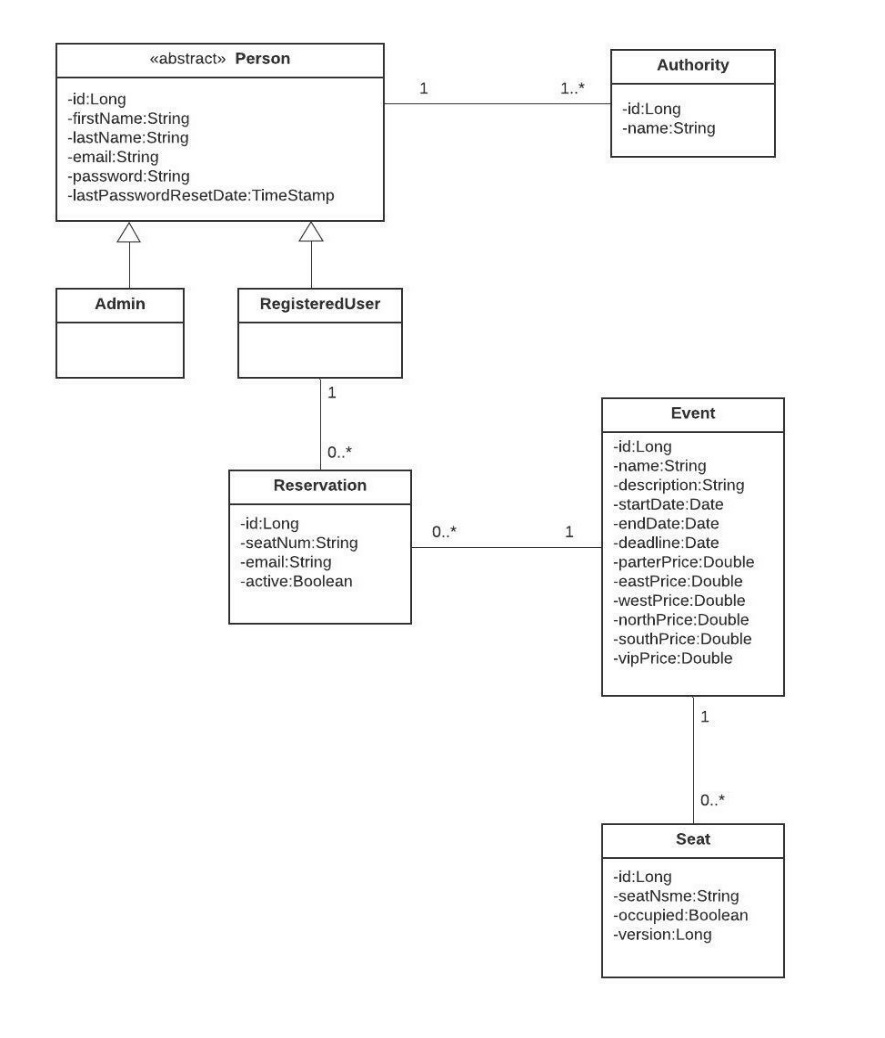 «abstract» Person
-id:Long
-firstName:String
-lastName:String
-email:String
-password:String
-lastPasswordResetDate:TimeStamp
1
1..*
Authority
-id:Long
-name:String
Admin
RegisteredUser
1
0..*
Reservation
-id:Long
-seatNum:String
-email:String
-active:Boolean
0..*
1
Event
-id:Long
-name:String
-description:String
-startDate:Date
-endDate:Date
-deadline:Date
-parterPrice:Double
-eastPrice:Double
-westPrice:Double
-northPrice:Double
-southPrice:Double
-vipPrice:Double
1
0..*
Seat
-id:Long
-seatNsme:String
-occupied:Boolean
-version:Long